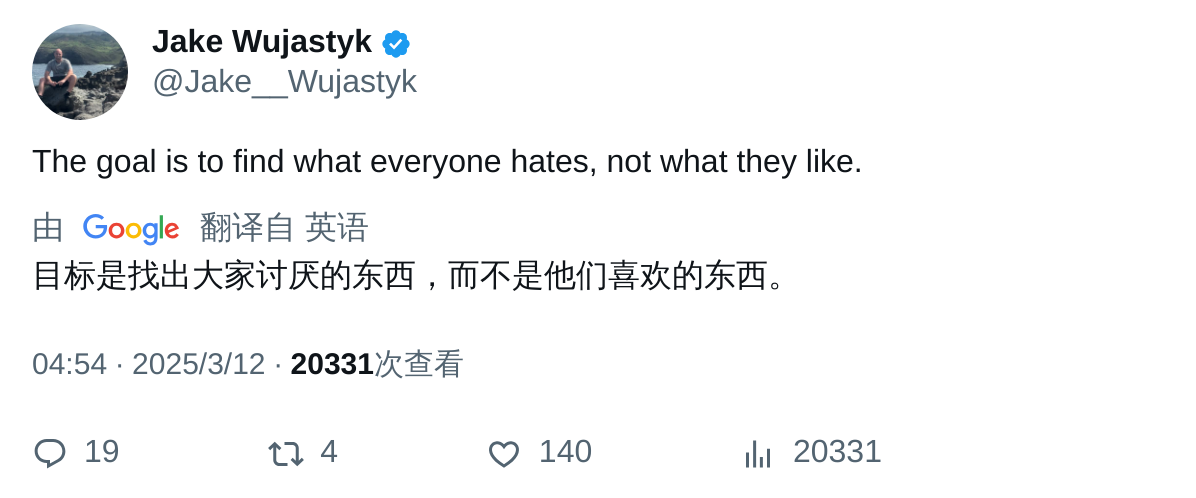 Jake Wujastyk
@Jake__Wujastyk
The goal is to find what everyone hates, not what they like.
由 Google 翻译自 英语
目标是找出大家讨厌的东西，而不是他们喜欢的东西。
04:54 · 2025/3/12 · 20331次查看
19 4 140 20331